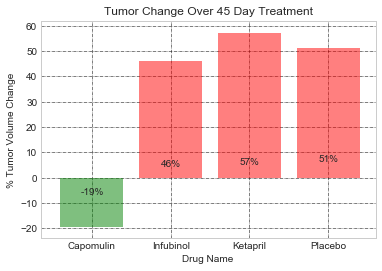 Tumor Change Over 45 Day Treatment
% Tumor Volume Change
60
50
40
30
20
10
0
−10
−20
-19%
46%
57%
51%
Capomulin
Infubinol
Ketapril
Placebo
Drug Name